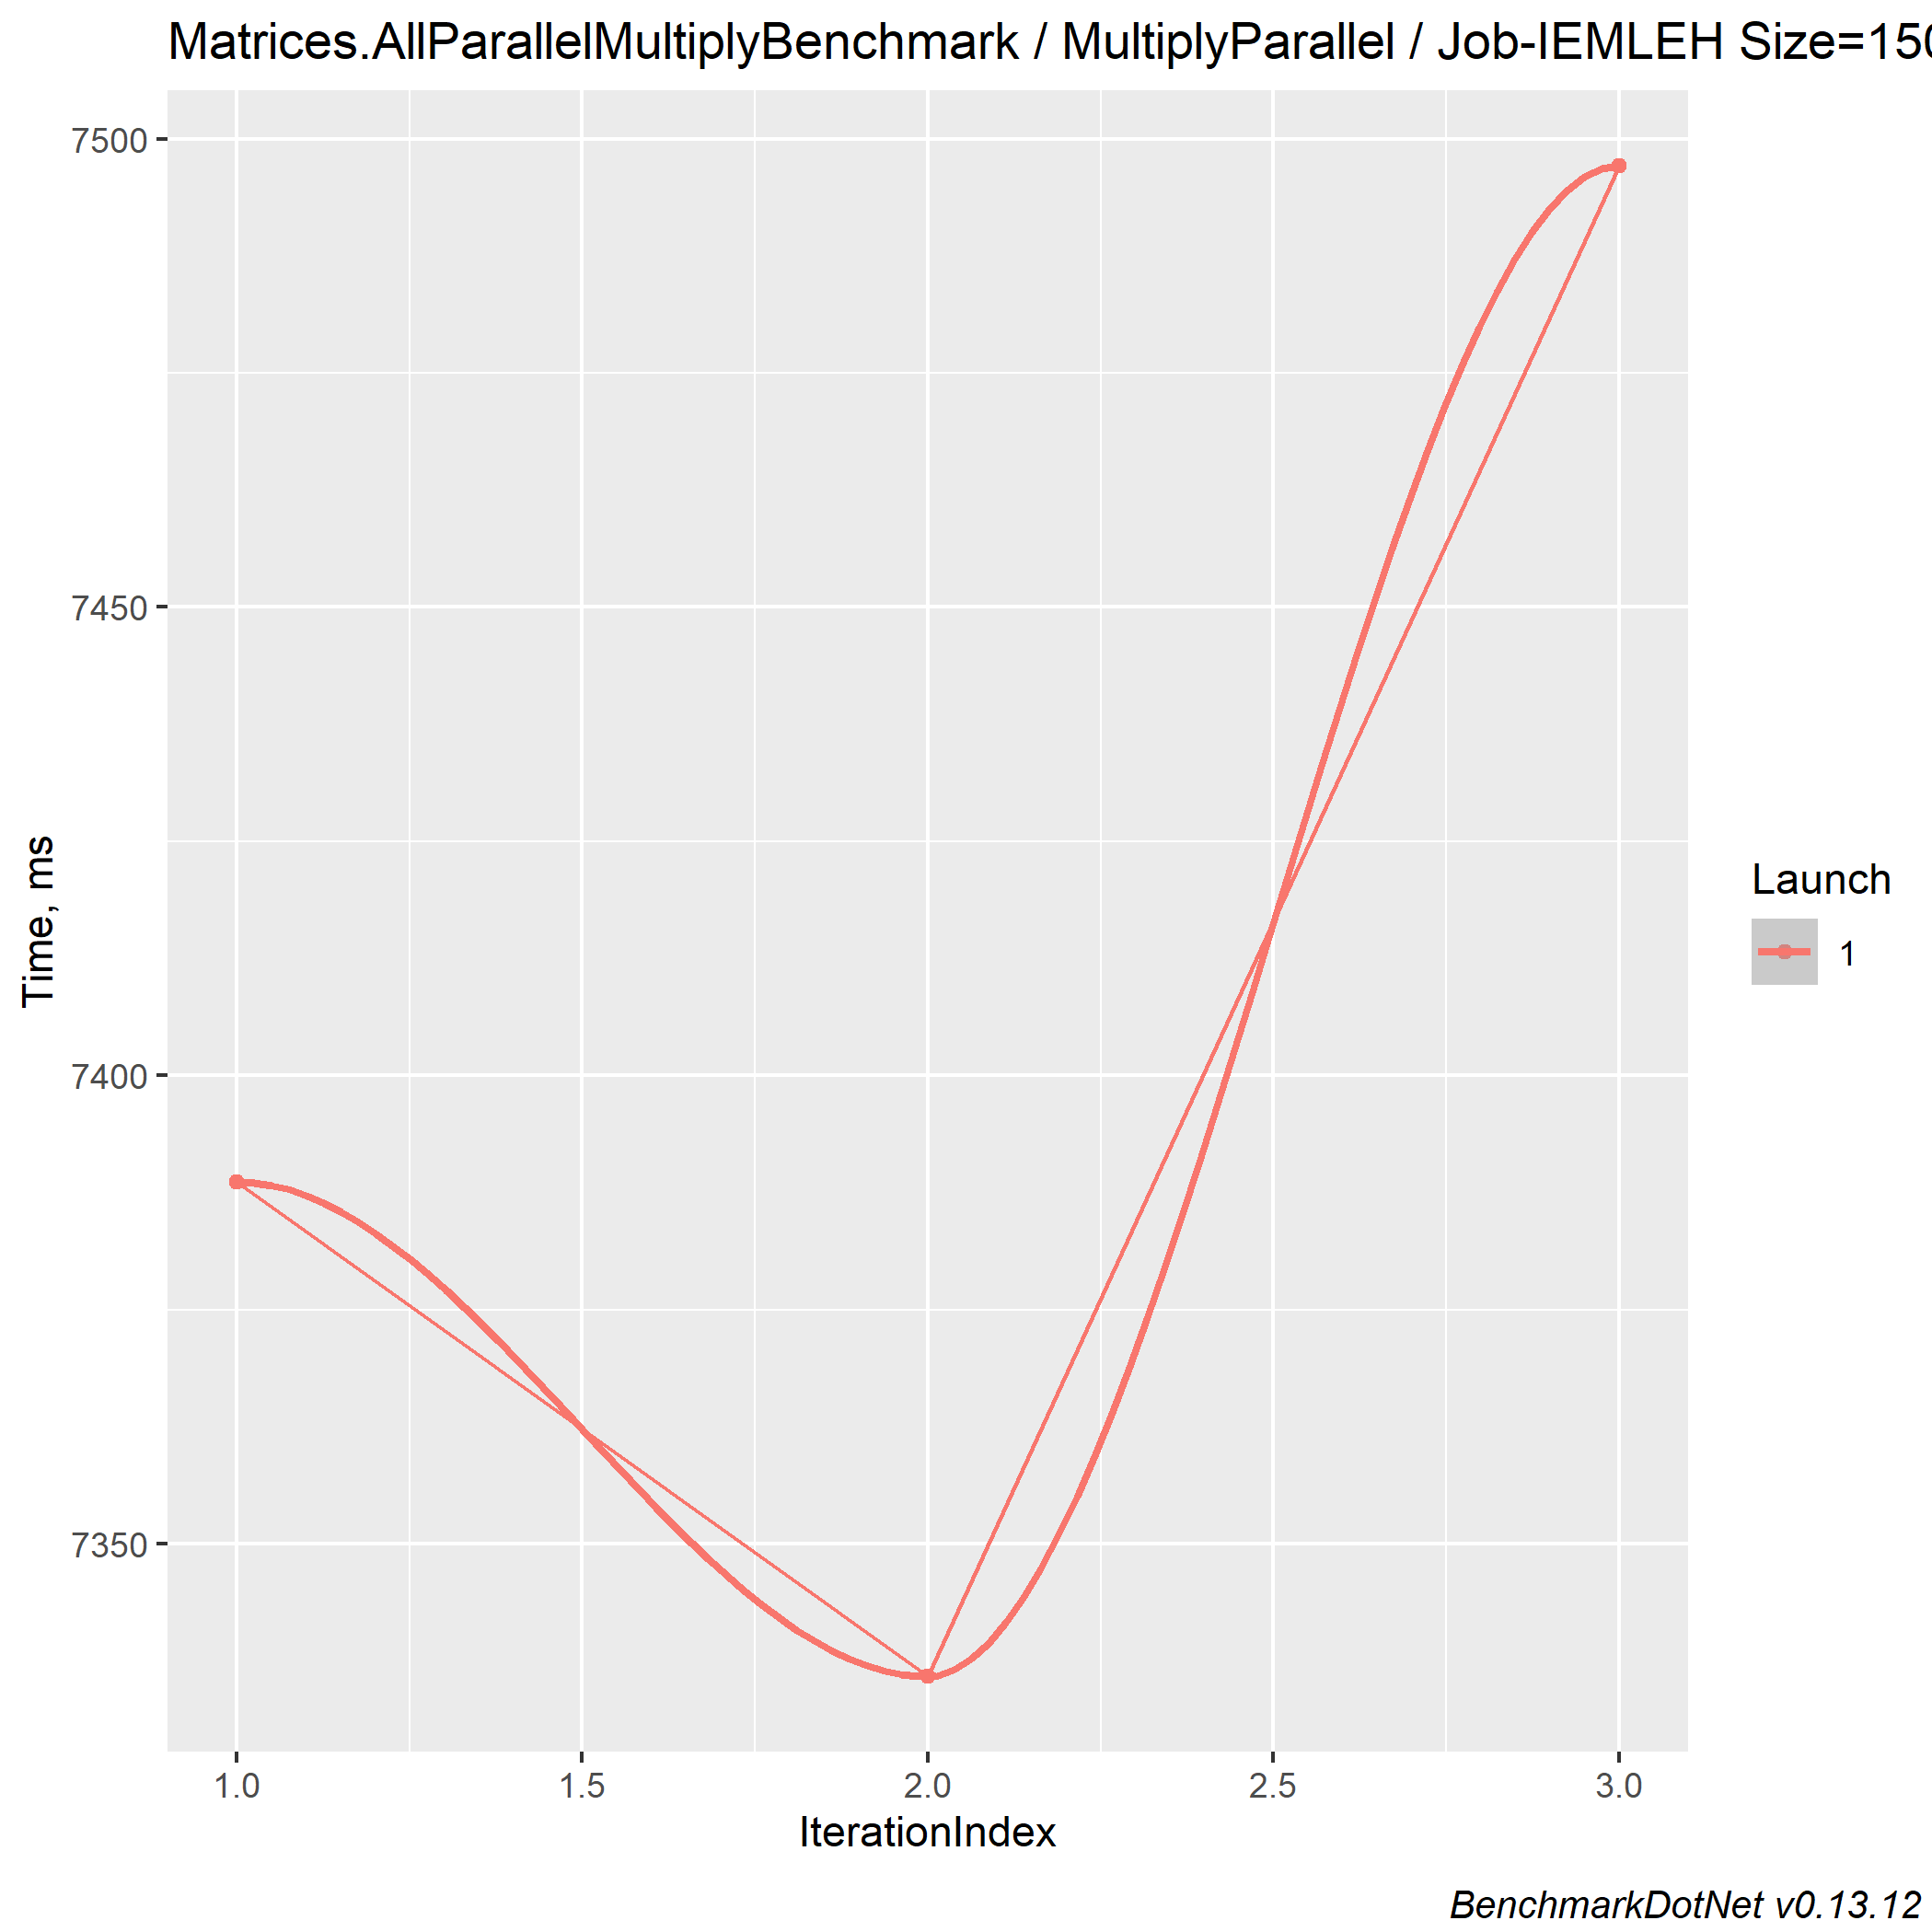 Matrices.AllParallelMultiplyBenchmark / MultiplyParallel / Job-IEMLEH Size=150
7500
7450
7400
7350
Time, ms
1.0 1.5 2.0 2.5 3.0
IterationIndex
Launch
1
BenchmarkDotNet v0.13.12